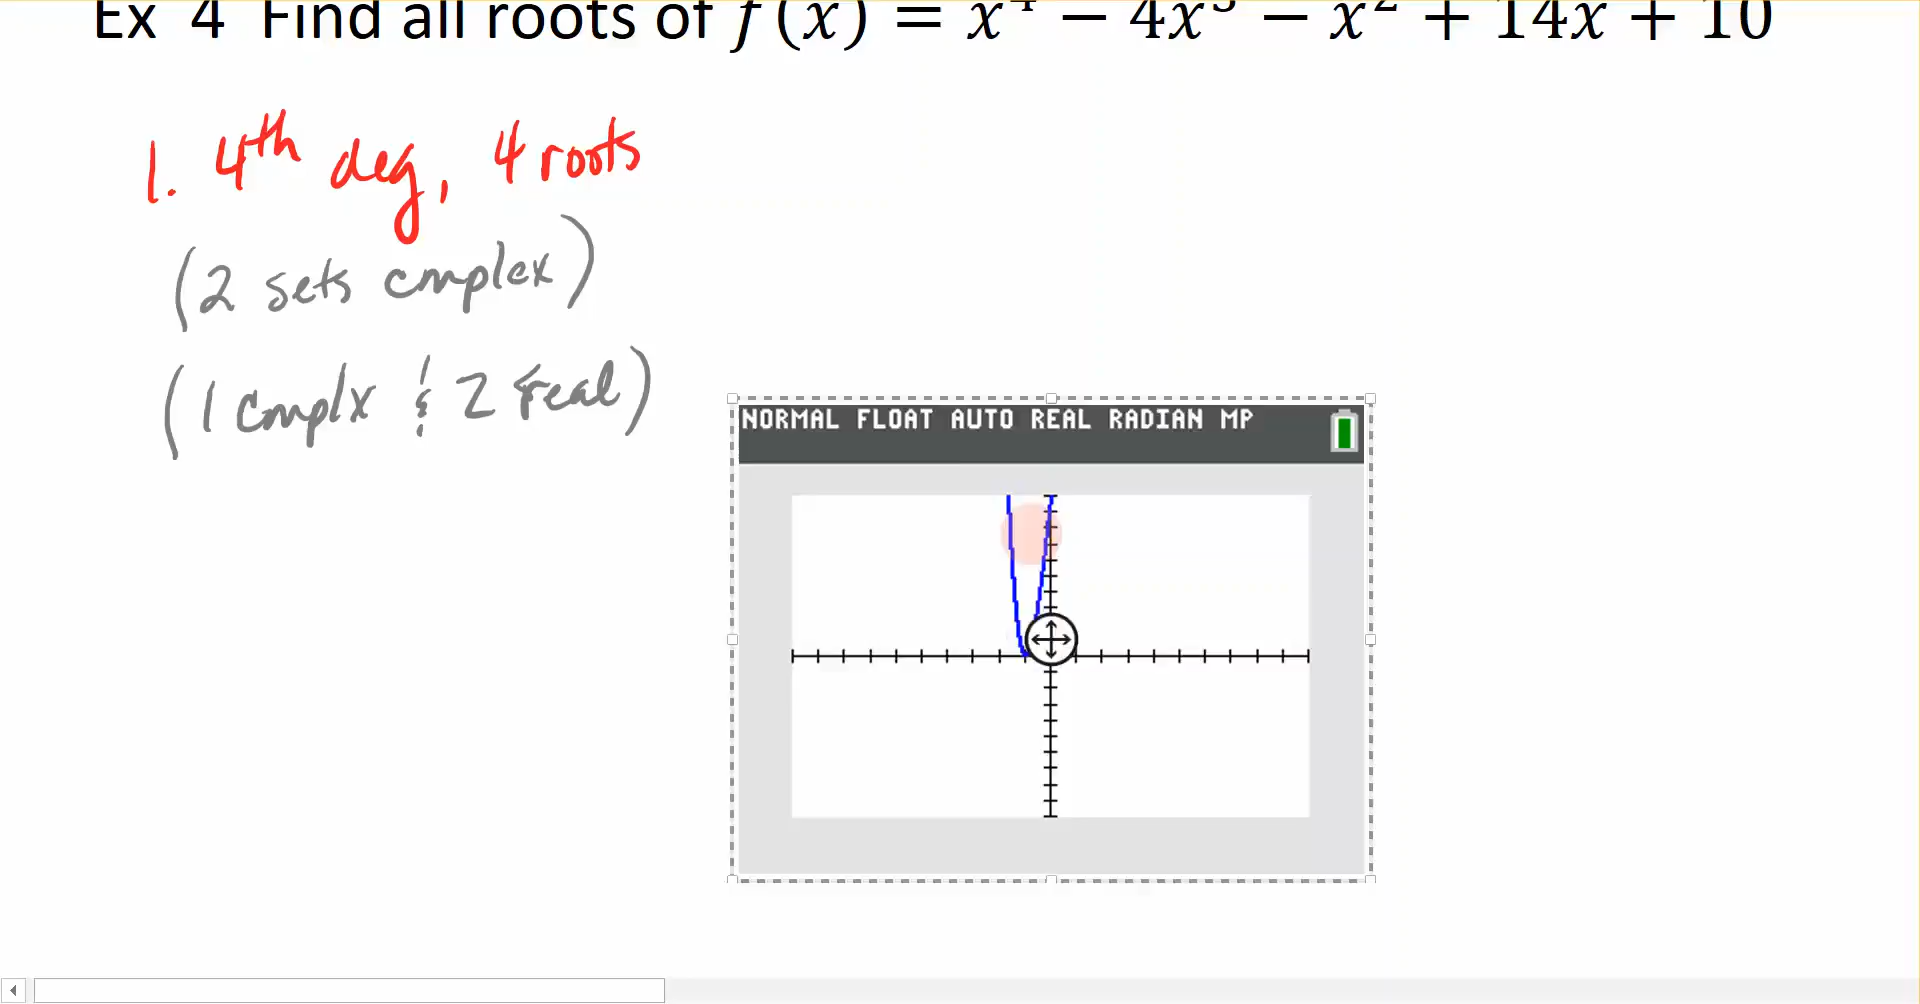 Ex 4 Find all roots of f(x) = x⁴ − 4x³ − x² + 14x + 10
1. 4th deg, 4 roots
(2 sets cmplex)
(1 cmplx & 2 real)
NORMAL FLOAT AUTO REAL RADIAN MP